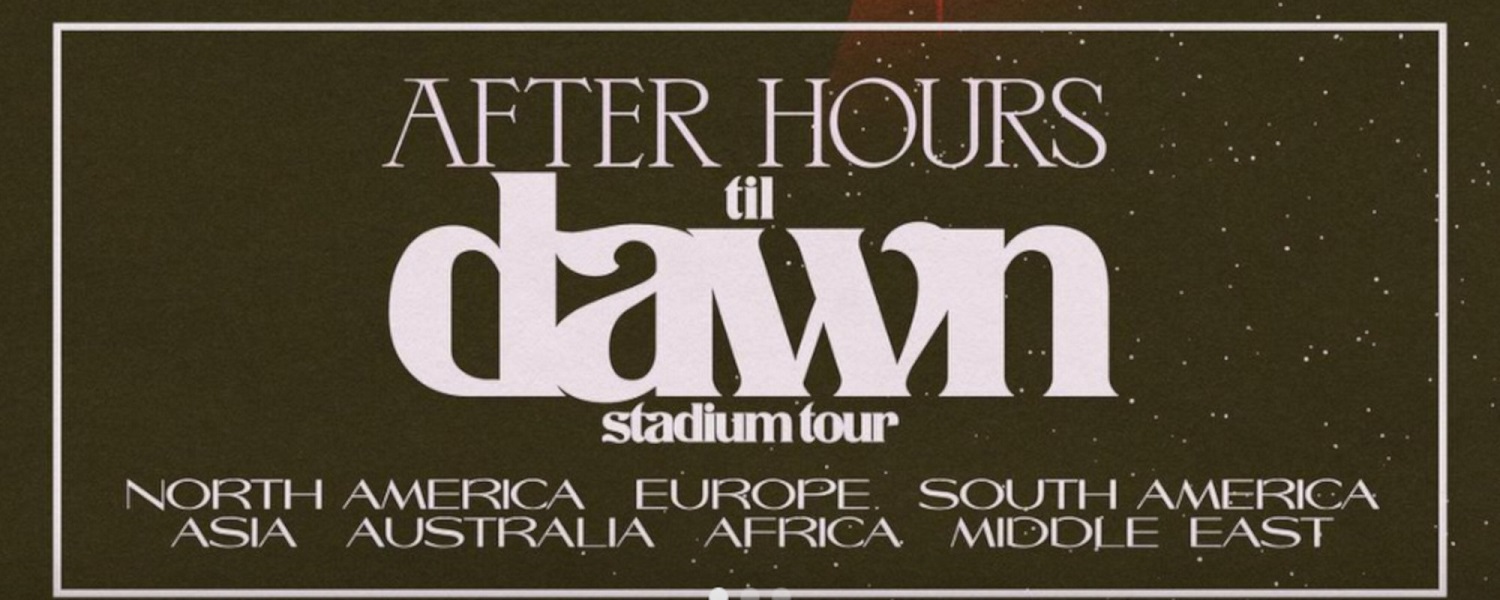 AFTER HOURS
til
dawn
stadium tour
NORTH AMERICA EUROPE SOUTH AMERICA
ASIA AUSTRALIA AFRICA MIDDLE EAST